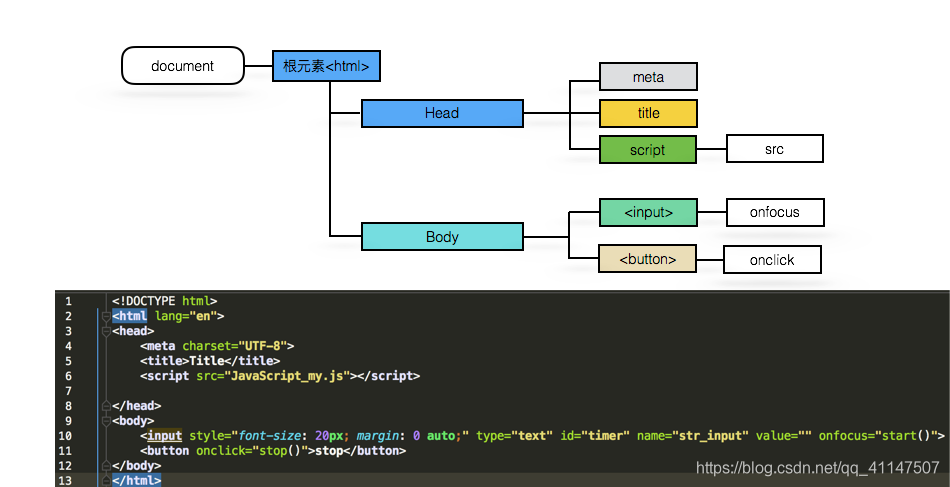 document
根元素<html>
meta
Head
title
script
src
<input>
onfocus
Body
<button>
onclick
1 <!DOCTYPE html>
2 <html lang="en">
3 <head>
4 <meta charset="UTF-8">
5 <title>Title</title>
6 <script src="JavaScript_my.js"></script>
7
8 </head>
9 <body>
10 <input style="font-size: 20px; margin: 0 auto;" type="text" id="timer" name="str_input" value="" onfocus="start()">
11 <button onclick="stop()">stop</button>
12 </body>
13 </html>
https://blog.csdn.net/qq_41147507